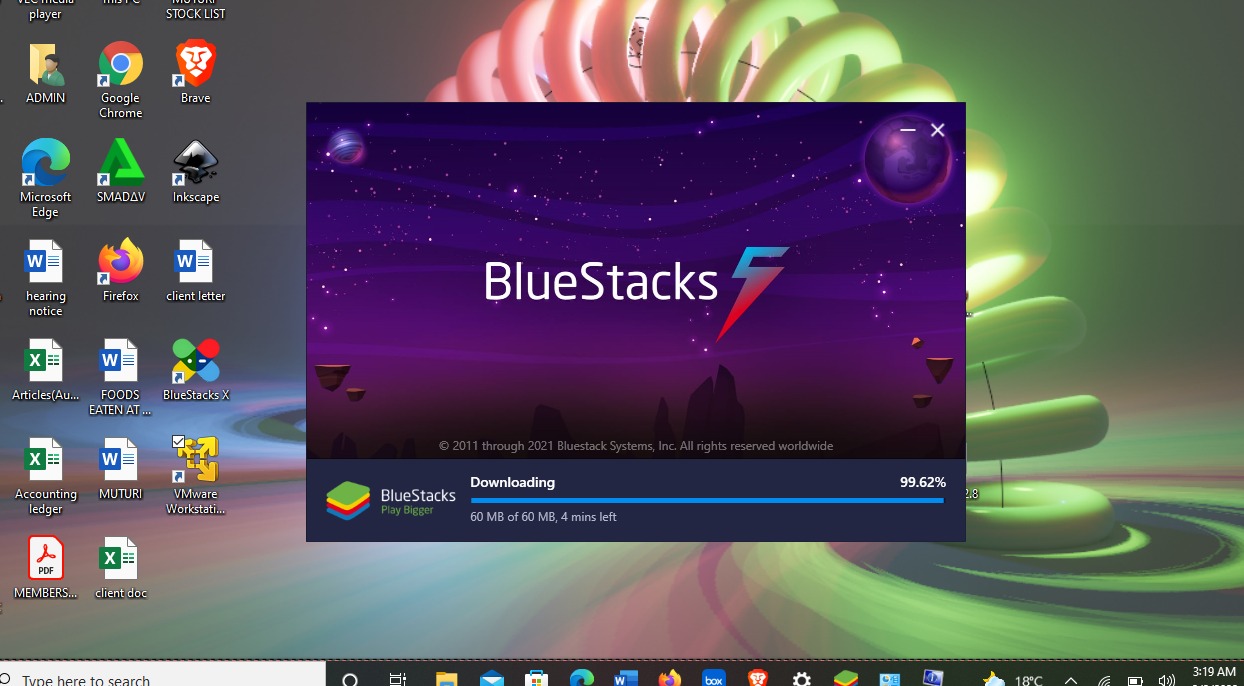 VLC media
player
This PC
MUTURI
STOCK LIST
ADMIN
Google
Chrome
Brave
Microsoft
Edge
SMADΔV
Inkscape
hearing
notice
Firefox
client letter
Articles(Au...
FOODS
EATEN AT ...
BlueStacks X
Accounting
ledger
MUTURI
VMware
Workstati...
PDF
MEMBERS...
client doc
BlueStacks
© 2011 through 2021 Bluestack Systems, Inc. All rights reserved worldwide
BlueStacks
Play Bigger
Downloading
99.62%
60 MB of 60 MB, 4 mins left
2.8
Type here to search
box
18°C
3:19 AM